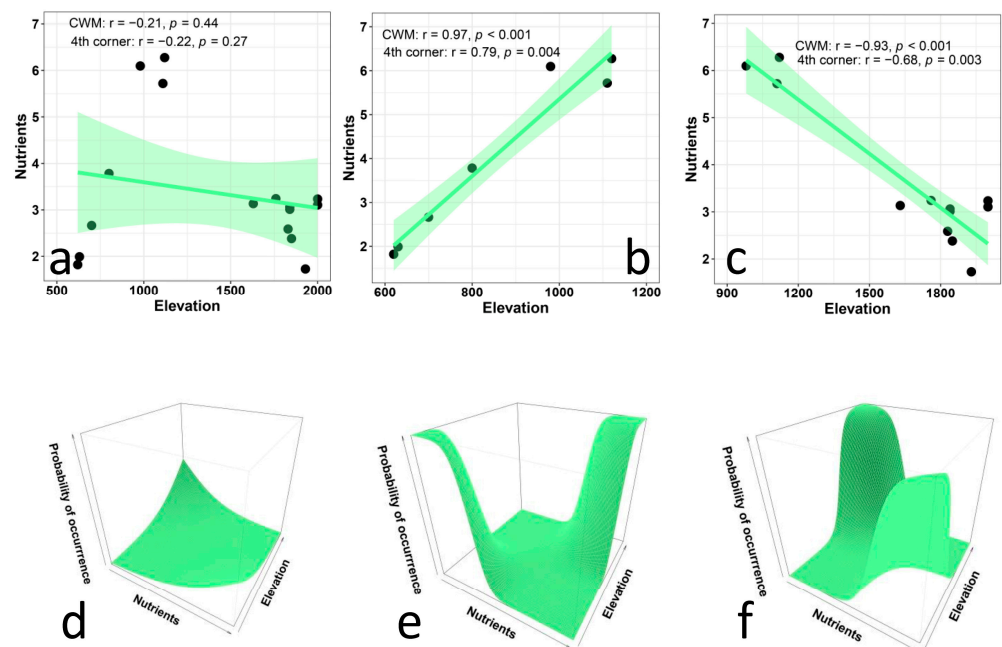 CWM: r = −0.21, p = 0.44
4th corner: r = −0.22, p = 0.27
7
6
5
4
3
2
Nutrients
500
1000
1500
2000
Elevation
a
CWM: r = 0.97, p < 0.001
4th corner: r = 0.79, p = 0.004
7
6
5
4
3
2
Nutrients
600
800
1000
1200
Elevation
b
CWM: r = −0.93, p < 0.001
4th corner: r = −0.68, p = 0.003
7
6
5
4
3
2
Nutrients
900
1200
1500
1800
Elevation
c
Probability of occurrrence
Nutrients
Elevation
d
Probability of occurrrence
Nutrients
Elevation
e
Probability of occurrrence
Nutrients
Elevation
f